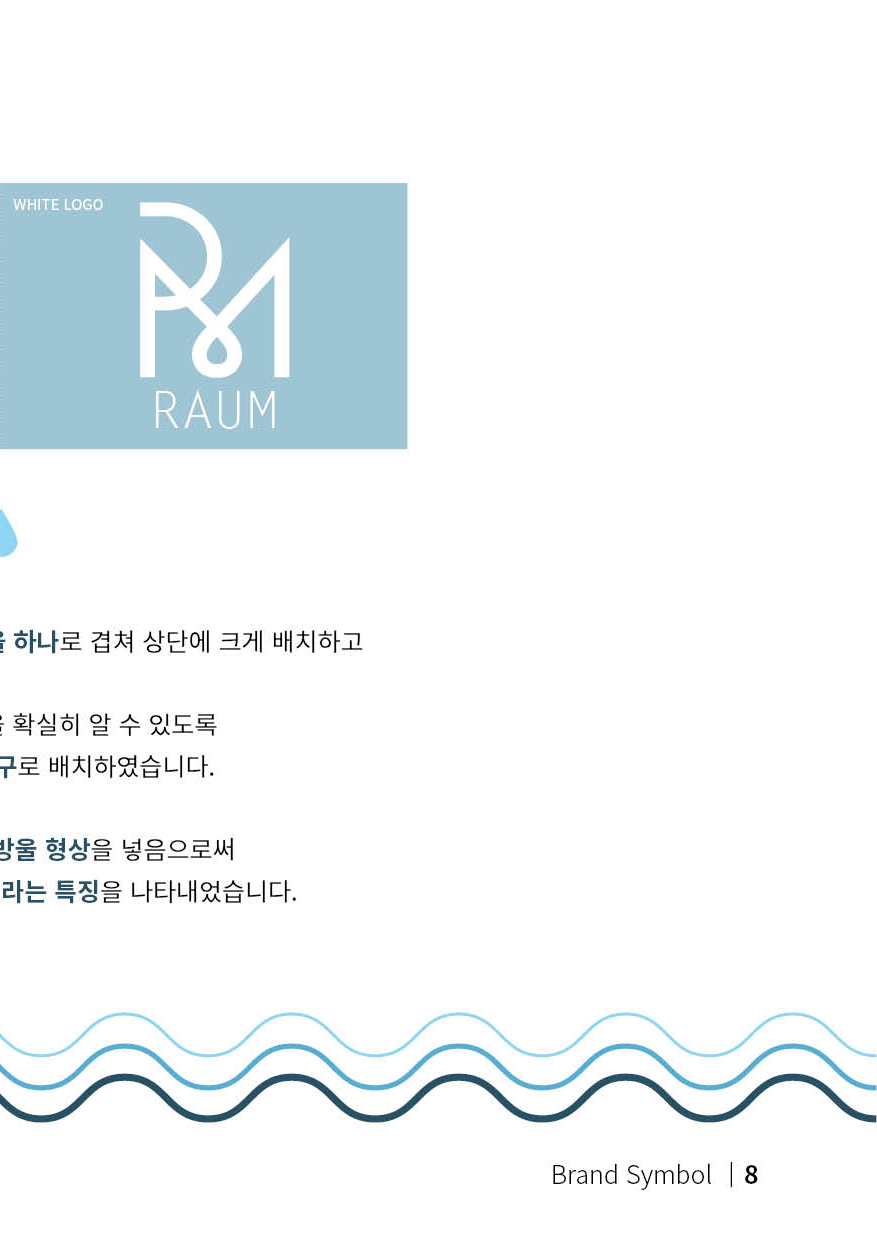 WHITE LOGO
RAUM
하나로 겹쳐 상단에 크게 배치하고
확실히 알 수 있도록
구로 배치하였습니다.
방울 형상을 넣음으로써
라는 특징을 나타내었습니다.
Brand Symbol | 8